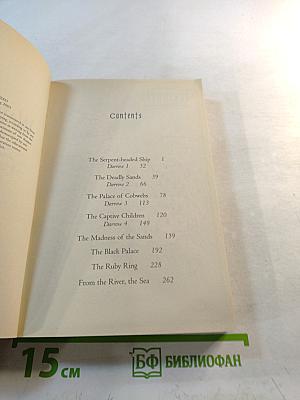 Contents
The Serpent-headed Ship 1
Darrow 1 32
The Deadly Sands 39
Darrow 2 66
The Palace of Cobwebs 78
Darrow 3 113
The Captive Children 120
Darrow 4 149
The Madness of the Sands 139
The Black Palace 192
The Ruby Ring 228
From the River, the Sea 262
15 см
БФ БИБЛИОФАН